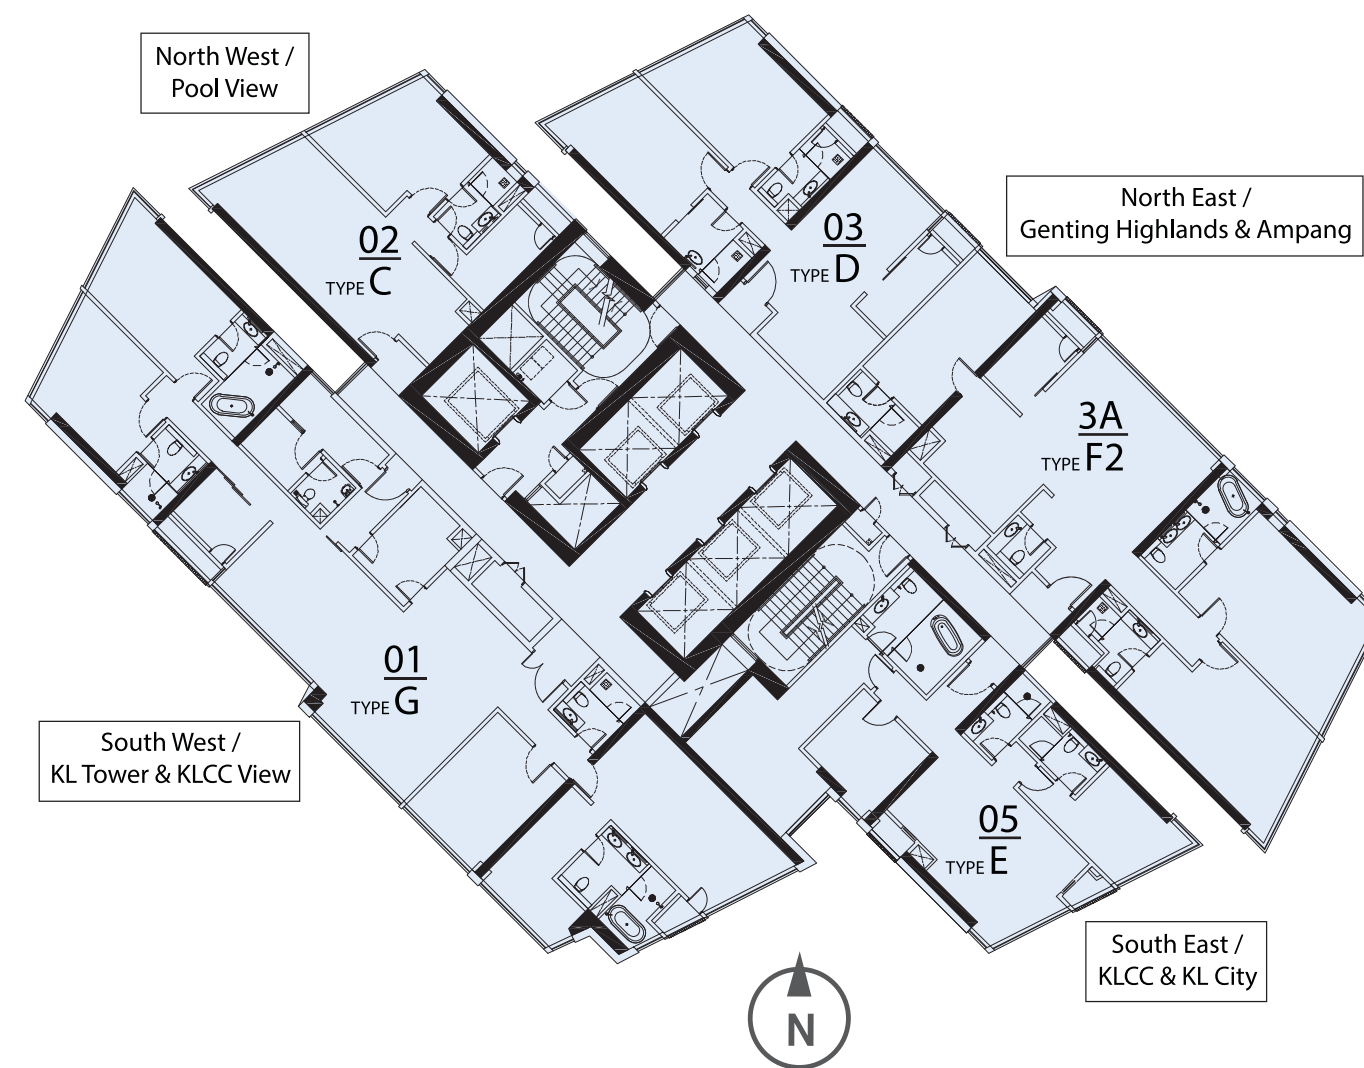 North West /
Pool View
North East /
Genting Highlands & Ampang
02
TYPE C
03
TYPE D
3A
TYPE F2
01
TYPE G
South West /
KL Tower & KLCC View
05
TYPE E
South East /
KLCC & KL City
N